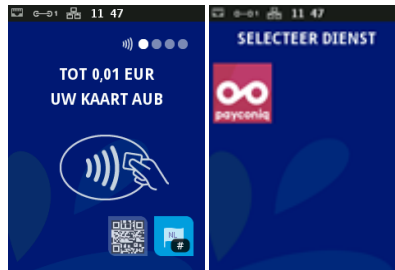 11 47
TOT 0,01 EUR
UW KAART AUB
NL
#
11 47
SELECTEER DIENST
payconiq